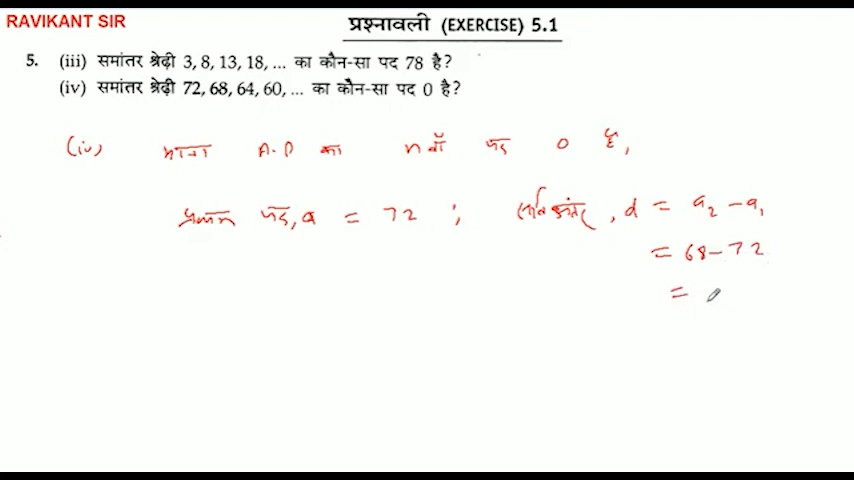 RAVIKANT SIR
प्रश्नावली (EXERCISE) 5.1
5. (iii) समांतर श्रेढ़ी 3, 8, 13, 18, ... का कौन-सा पद 78 है?
(iv) समांतर श्रेढ़ी 72, 68, 64, 60, ... का कौन-सा पद 0 है?
(iv) माना A.P का nवाँ पद 0 है,
प्रथम पद, a = 72 ; सार्व अंतर, d = a₂ - a₁
= 68 - 72
=